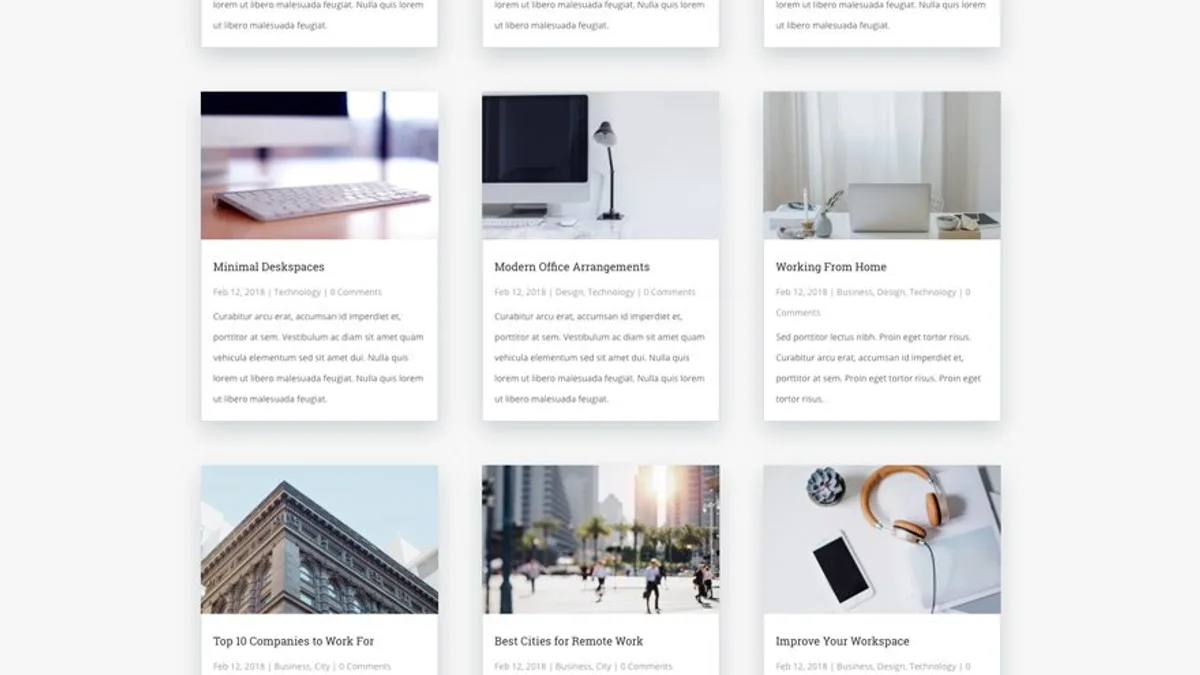 lorem ut libero malesuada feugiat. Nulla quis lorem
ut libero malesuada feugiat.
lorem ut libero malesuada feugiat. Nulla quis lorem
ut libero malesuada feugiat.
lorem ut libero malesuada feugiat. Nulla quis lorem
ut libero malesuada feugiat.
Minimal Deskspaces
Feb 12, 2018 | Technology | 0 Comments
Curabitur arcu erat, accumsan id imperdiet et,
porttitor at sem. Vestibulum ac diam sit amet quam
vehicula elementum sed sit amet dui. Nulla quis
lorem ut libero malesuada feugiat. Nulla quis lorem
ut libero malesuada feugiat.
Modern Office Arrangements
Feb 12, 2018 | Design, Technology | 0 Comments
Curabitur arcu erat, accumsan id imperdiet et,
porttitor at sem. Vestibulum ac diam sit amet quam
vehicula elementum sed sit amet dui. Nulla quis
lorem ut libero malesuada feugiat. Nulla quis lorem
ut libero malesuada feugiat.
Working From Home
Feb 12, 2018 | Business, Design, Technology | 0
Comments
Sed porttitor lectus nibh. Proin eget tortor risus.
Curabitur arcu erat, accumsan id imperdiet et,
porttitor at sem. Proin eget tortor risus. Proin eget
tortor risus.
Top 10 Companies to Work For
Feb 12, 2018 | Business, City | 0 Comments
Best Cities for Remote Work
Feb 12, 2018 | Business, City | 0 Comments
Improve Your Workspace
Feb 12, 2018 | Business, Design, Technology | 0